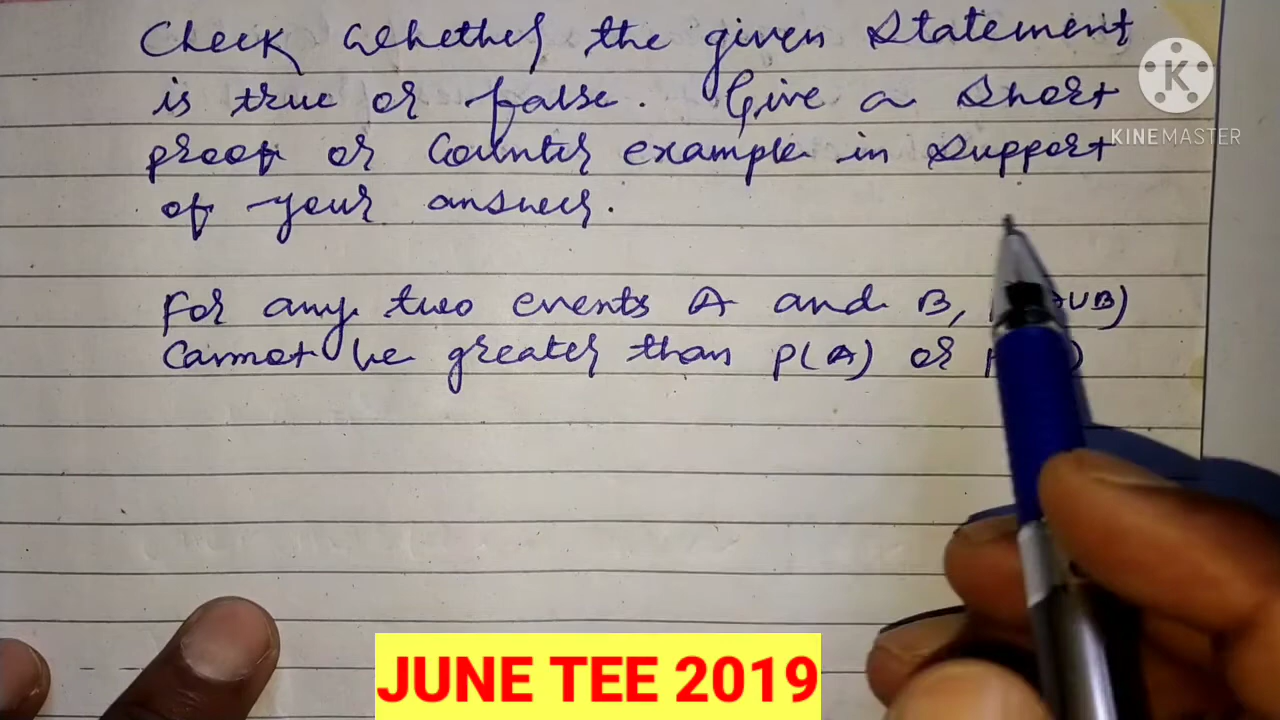 Check whether the given statement
is true or false. Give a short
proof or counter example in support
of your answer.
For any two events A and B, AUB)
cannot be greater than P(A) or
K
KINEMASTER
JUNE TEE 2019